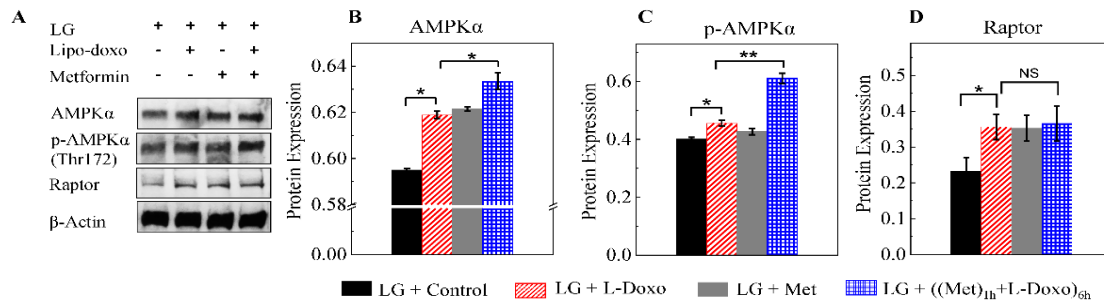 A
LG + + + +
Lipo-doxo - + - +
Metformin - - + +
AMPKα
p-AMPKα
(Thr172)
Raptor
β-Actin
B
AMPKα
Protein Expression
0.64
0.62
0.60
0.58
0.00
*
*
C
p-AMPKα
Protein Expression
0.6
0.4
0.2
0.0
*
**
D
Raptor
Protein Expression
0.5
0.4
0.3
0.2
0.1
0.0
*
NS
LG + Control
LG + L-Doxo
LG + Met
LG + ((Met)1h+L-Doxo)6h